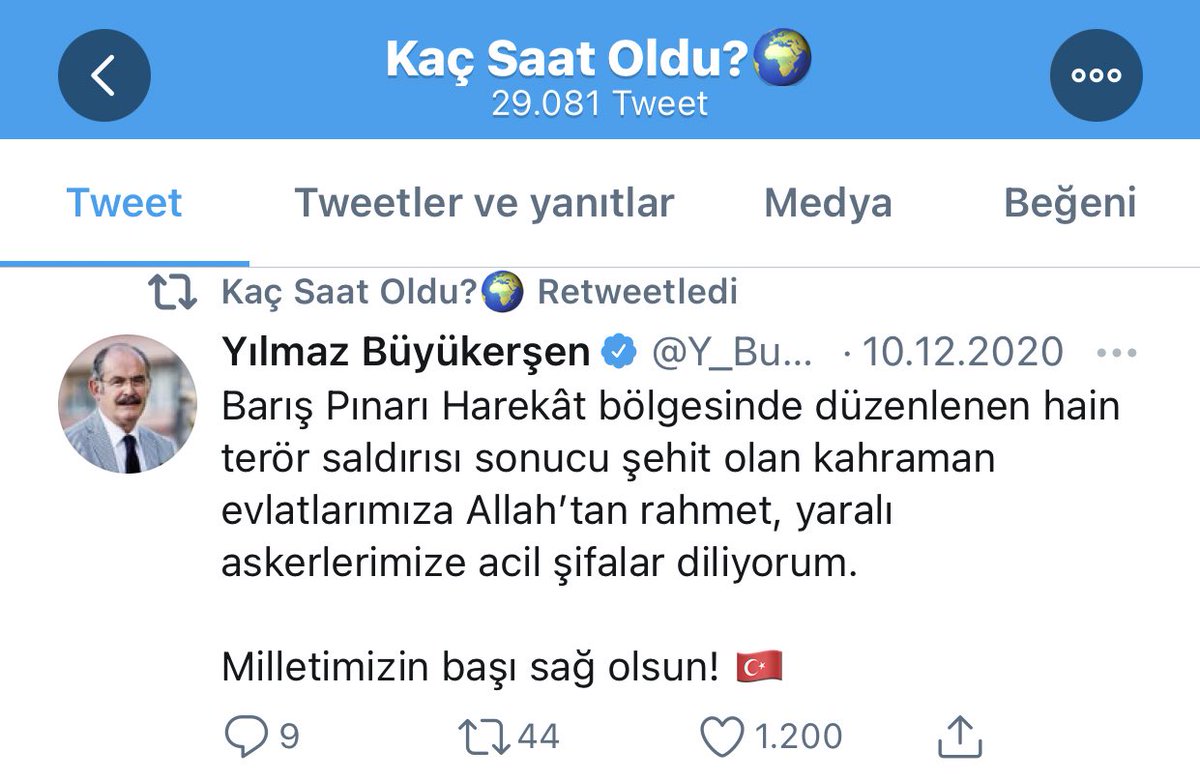 Kaç Saat Oldu?🌍
29.081 Tweet
Tweet Tweetler ve yanıtlar Medya Beğeni
Kaç Saat Oldu?🌍 Retweetledi
Yılmaz Büyükerşen @Y_Bu... · 10.12.2020
Barış Pınarı Harekât bölgesinde düzenlenen hain
terör saldırısı sonucu şehit olan kahraman
evlatlarımıza Allah’tan rahmet, yaralı
askerlerimize acil şifalar diliyorum.
Milletimizin başı sağ olsun! 🇹🇷
9 44 1.200